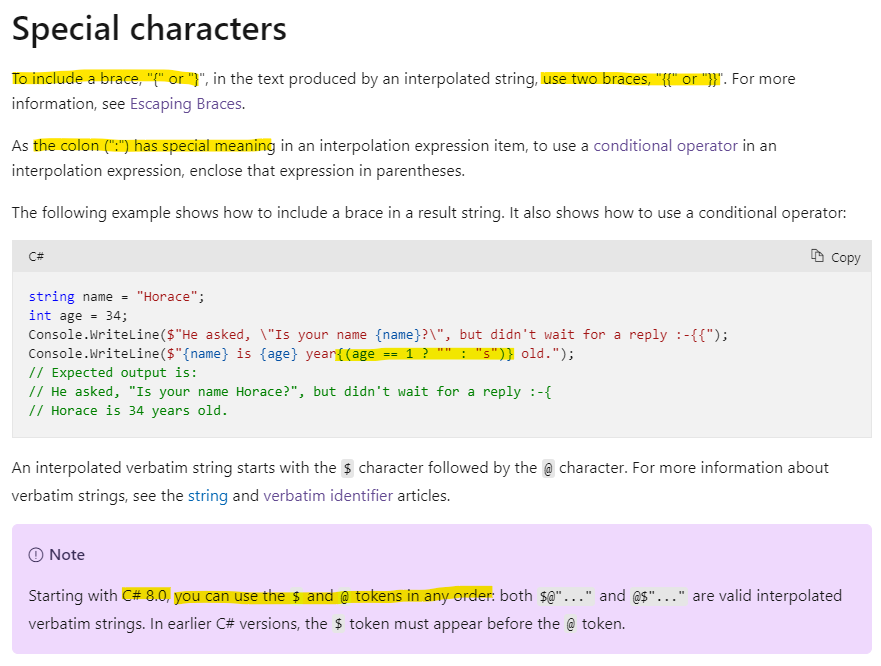 Special characters
To include a brace, "{" or "}", in the text produced by an interpolated string, use two braces, "{{" or "}}". For more
information, see Escaping Braces.
As the colon (":") has special meaning in an interpolation expression item, to use a conditional operator in an
interpolation expression, enclose that expression in parentheses.
The following example shows how to include a brace in a result string. It also shows how to use a conditional operator:
C#
Copy
string name = "Horace";
int age = 34;
Console.WriteLine($"He asked, \"Is your name {name}?\", but didn't wait for a reply :-{{");
Console.WriteLine($"{name} is {age} year{(age == 1 ? "" : "s")} old.");
// Expected output is:
// He asked, "Is your name Horace?", but didn't wait for a reply :-{
// Horace is 34 years old.
An interpolated verbatim string starts with the $ character followed by the @ character. For more information about
verbatim strings, see the string and verbatim identifier articles.
Note
Starting with C# 8.0, you can use the $ and @ tokens in any order: both $@"..." and @$"..." are valid interpolated
verbatim strings. In earlier C# versions, the $ token must appear before the @ token.